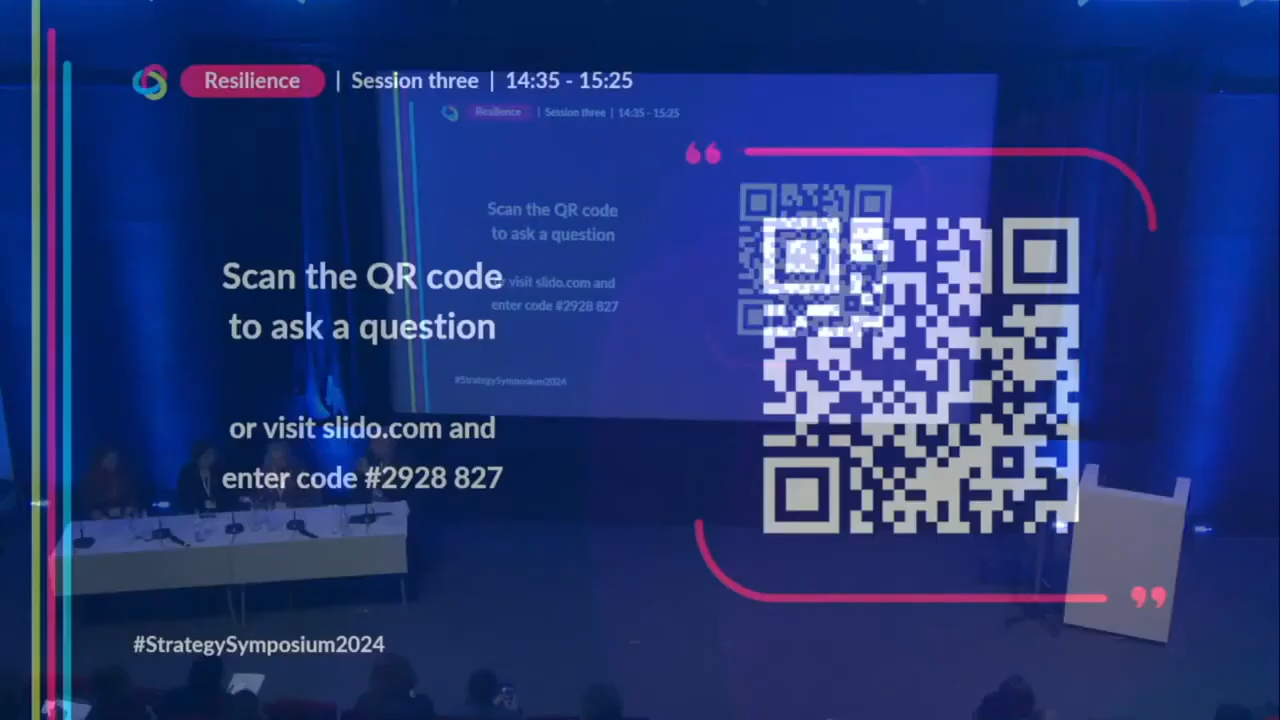 Resilience | Session three | 14:35 - 15:25
Scan the QR code
to ask a question
or visit slido.com and
enter code #2928 827
#StrategySymposium2024
Resilience | Session three | 14:35 - 15:25
Scan the QR code
to ask a question
or visit slido.com and
enter code #2928 827
#StrategySymposium2024